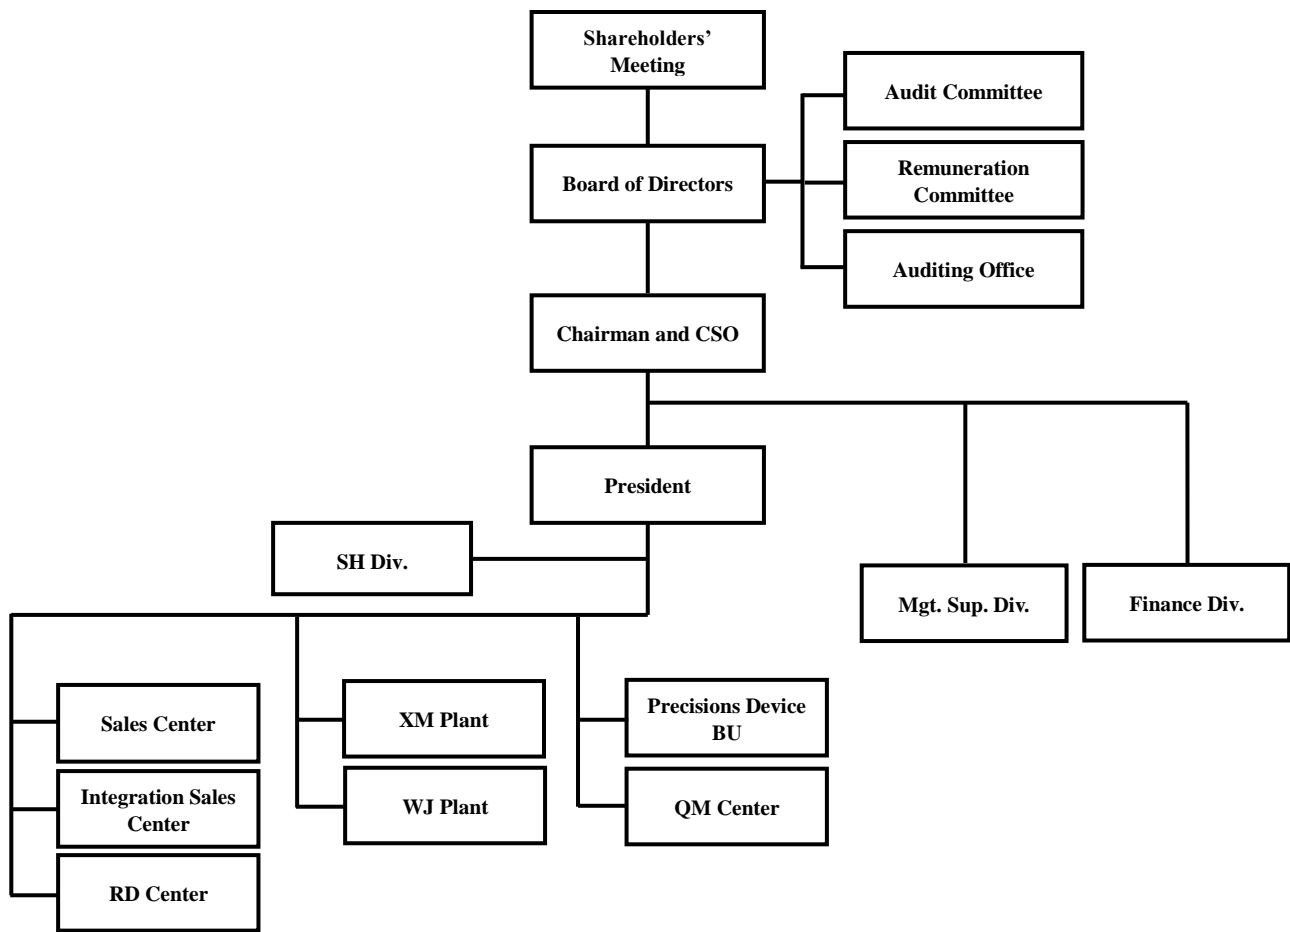 Shareholders’
Meeting
Audit Committee
Board of Directors
Remuneration
Committee
Auditing Office
Chairman and CSO
President
SH Div.
Mgt. Sup. Div.
Finance Div.
Sales Center
XM Plant
Precisions Device
BU
Integration Sales
Center
WJ Plant
QM Center
RD Center